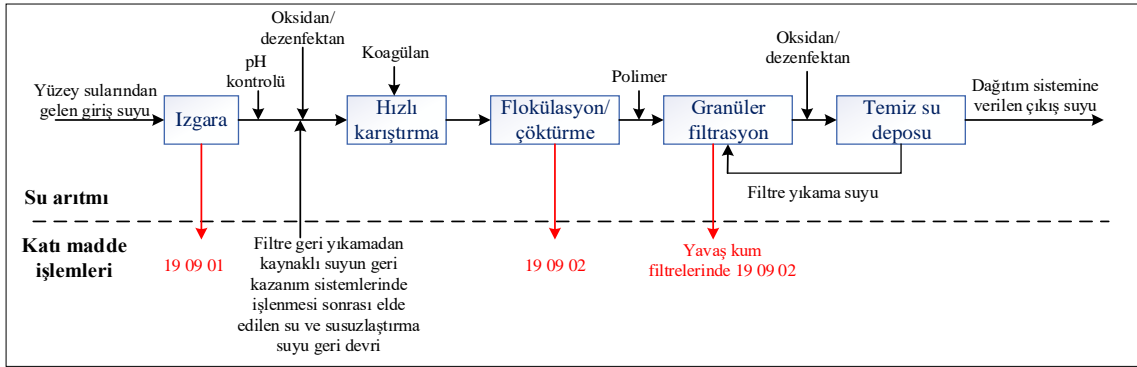 Oksidan/
dezenfektan
pH
kontrolü
Koagülan
Oksidan/
dezenfektan
Polimer
Yüzey sularından
gelen giriş suyu
Izgara
Hızlı
karıştırma
Flokülasyon/
çöktürme
Granüler
filtrasyon
Temiz su
deposu
Dağıtım sistemine
verilen çıkış suyu
Filtre yıkama suyu
Su arıtmı
Katı madde
işlemleri
19 09 01
Filtre geri yıkamadan
kaynaklı suyun geri
kazanım sistemlerinde
işlenmesi sonrası elde
edilen su ve susuzlaştırma
suyu geri devri
19 09 02
Yavaş kum
filtrelerinde 19 09 02